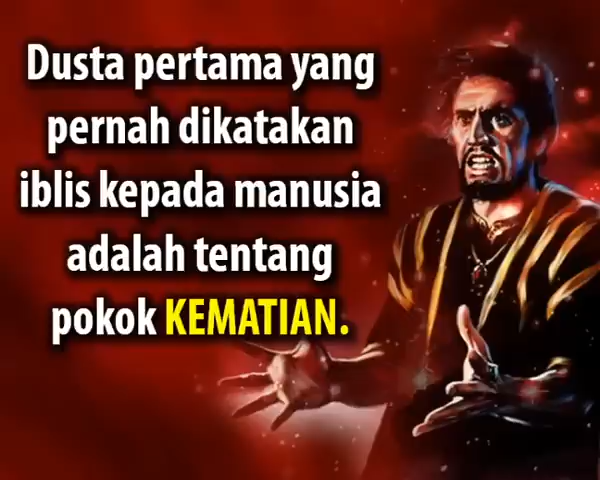 Dusta pertama yang
pernah dikatakan
iblis kepada manusia
adalah tentang
pokok KEMATIAN.